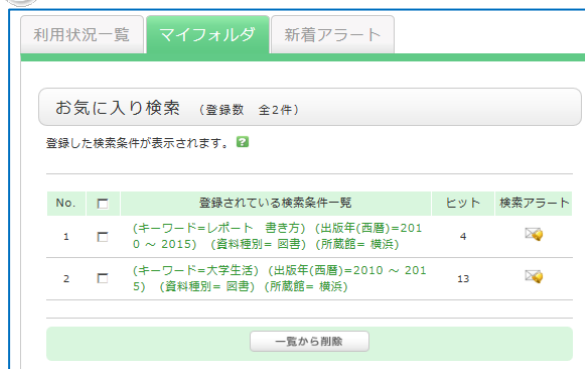 利用状況一覧 マイフォルダ 新着アラート
お気に入り検索 （登録数 全2件）
登録した検索条件が表示されます。 ?
No. 登録されている検索条件一覧 ヒット 検索アラート
1 (キーワード=レポート 書き方) (出版年(西暦)=201 4
0 ～ 2015) (資料種別= 図書) (所蔵館= 横浜)
2 (キーワード=大学生活) (出版年(西暦)=2010 ～ 201 13
5) (資料種別= 図書) (所蔵館= 横浜)
一覧から削除